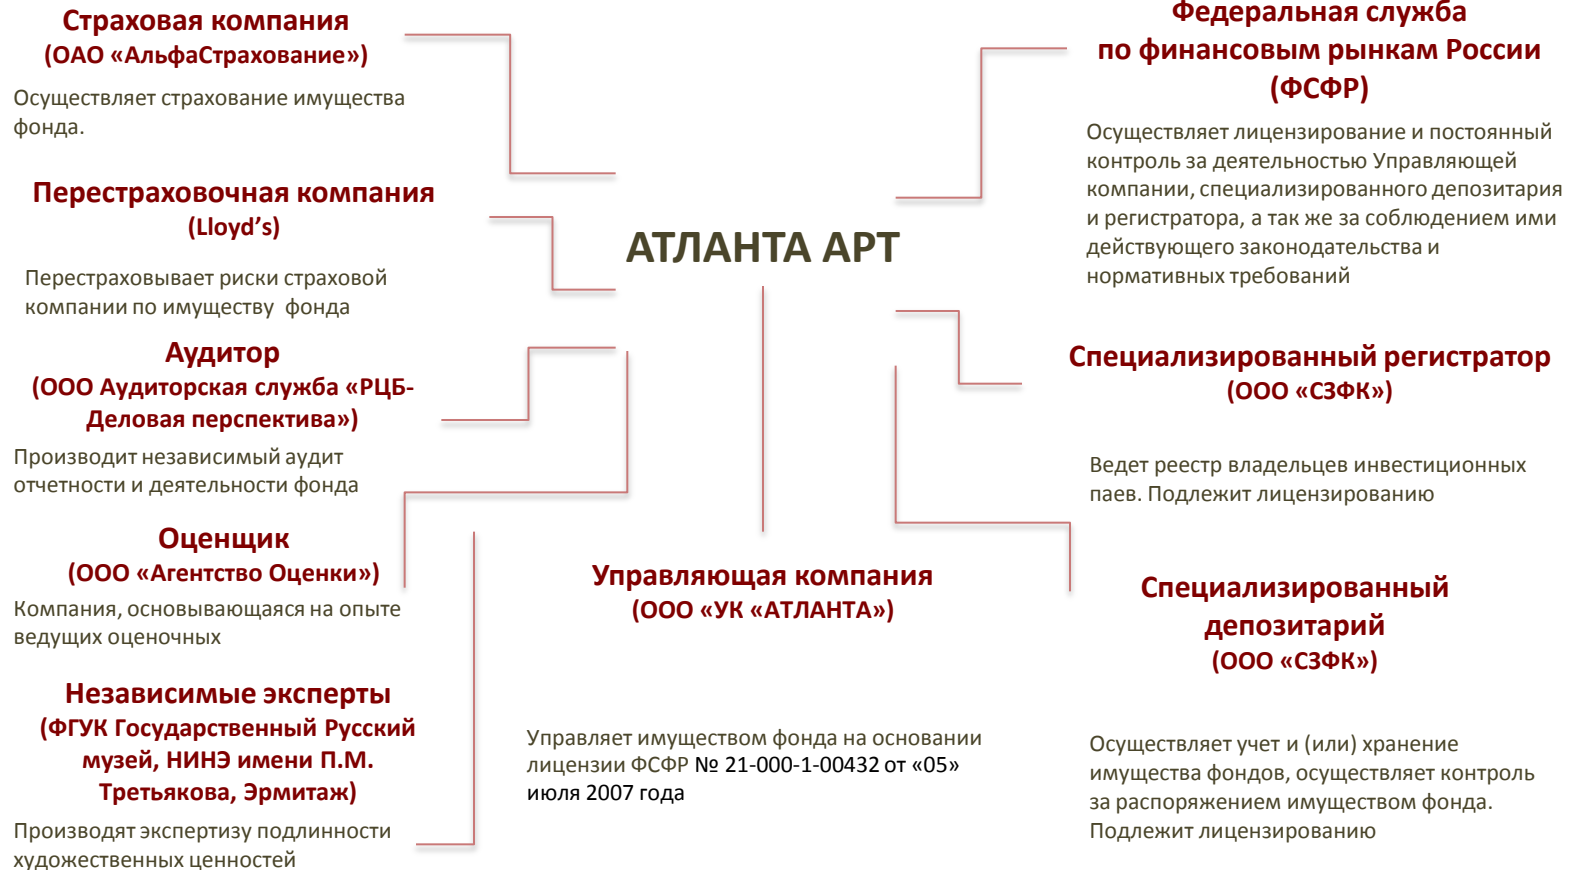 Страховая компания
(ОАО «АльфаСтрахование»)
Осуществляет страхование имущества
фонда.
Перестраховочная компания
(Lloyd’s)
Перестраховывает риски страховой
компании по имуществу фонда
Аудитор
(ООО Аудиторская служба «РЦБ-
Деловая перспектива»)
Производит независимый аудит
отчетности и деятельности фонда
Оценщик
(ООО «Агентство Оценки»)
Компания, основывающаяся на опыте
ведущих оценочных
Независимые эксперты
(ФГУК Государственный Русский
музей, НИНЭ имени П.М.
Третьякова, Эрмитаж)
Производят экспертизу подлинности
художественных ценностей
АТЛАНТА АРТ
Управляющая компания
(ООО «УК «АТЛАНТА»)
Управляет имуществом фонда на основании
лицензии ФСФР № 21-000-1-00432 от «05»
июля 2007 года
Федеральная служба
по финансовым рынкам России
(ФСФР)
Осуществляет лицензирование и постоянный
контроль за деятельностью Управляющей
компании, специализированного депозитария
и регистратора, а так же за соблюдением ими
действующего законодательства и
нормативных требований
Специализированный регистратор
(ООО «СЗФК»)
Ведет реестр владельцев инвестиционных
паев. Подлежит лицензированию
Специализированный
депозитарий
(ООО «СЗФК»)
Осуществляет учет и (или) хранение
имущества фондов, осуществляет контроль
за распоряжением имуществом фонда.
Подлежит лицензированию